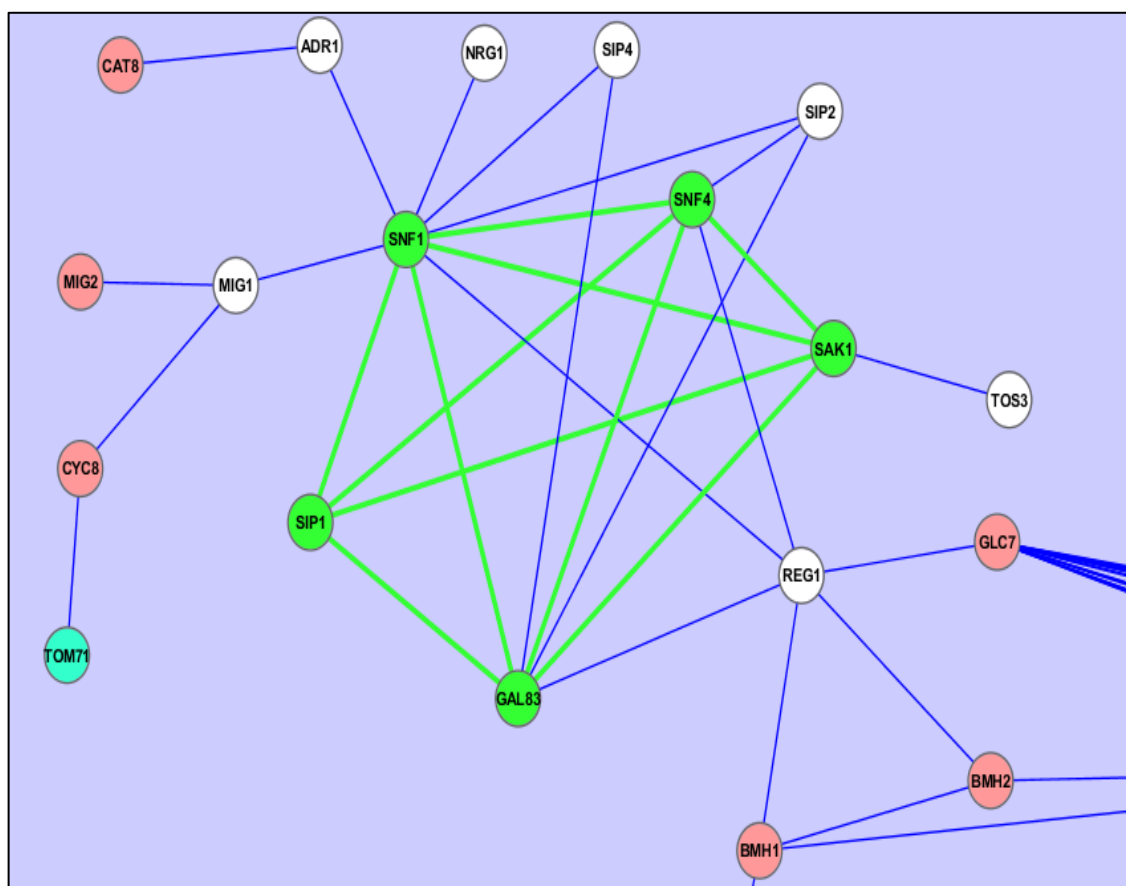 ADR1
NRG1
SIP4
CAT8
SIP2
SNF4
SNF1
MIG2
MIG1
SAK1
TOS3
CYC8
SIP1
GLC7
REG1
TOM71
GAL83
BMH2
BMH1